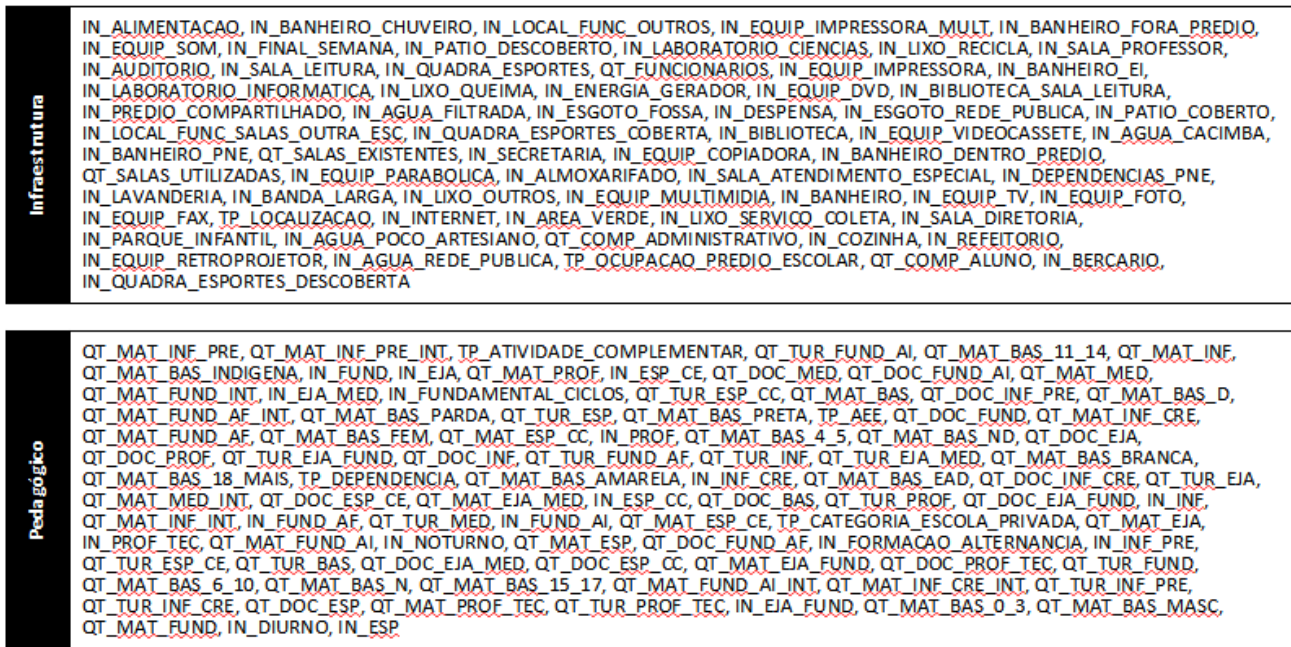 Infraestrutura
IN_ALIMENTACAO, IN_BANHEIRO_CHUVEIRO, IN_LOCAL_FUNC_OUTROS, IN_EQUIP_IMPRESSORA_MULT, IN_BANHEIRO_FORA_PREDIO,
IN_EQUIP_SOM, IN_FINAL_SEMANA, IN_PATIO_DESCOBERTO, IN_LABORATORIO_CIENCIAS, IN_LIXO_RECICLA, IN_SALA_PROFESSOR,
IN_AUDITORIO, IN_SALA_LEITURA, IN_QUADRA_ESPORTES, QT_FUNCIONARIOS, IN_EQUIP_IMPRESSORA, IN_BANHEIRO_EI,
IN_LABORATORIO_INFORMATICA, IN_LIXO_QUEIMA, IN_ENERGIA_GERADOR, IN_EQUIP_DVD, IN_BIBLIOTECA_SALA_LEITURA,
IN_PREDIO_COMPARTILHADO, IN_AGUA_FILTRADA, IN_ESGOTO_FOSSA, IN_DESPENSA, IN_ESGOTO_REDE_PUBLICA, IN_PATIO_COBERTO,
IN_LOCAL_FUNC_SALAS_OUTRA_ESC, IN_QUADRA_ESPORTES_COBERTA, IN_BIBLIOTECA, IN_EQUIP_VIDEOCASSETE, IN_AGUA_CACIMBA,
IN_BANHEIRO_PNE, QT_SALAS_EXISTENTES, IN_SECRETARIA, IN_EQUIP_COPIADORA, IN_BANHEIRO_DENTRO_PREDIO,
QT_SALAS_UTILIZADAS, IN_EQUIP_PARABOLICA, IN_ALMOXARIFADO, IN_SALA_ATENDIMENTO_ESPECIAL, IN_DEPENDENCIAS_PNE,
IN_LAVANDERIA, IN_BANDA_LARGA, IN_LIXO_OUTROS, IN_EQUIP_MULTIMIDIA, IN_BANHEIRO, IN_EQUIP_TV, IN_EQUIP_FOTO,
IN_EQUIP_FAX, TP_LOCALIZACAO, IN_INTERNET, IN_AREA_VERDE, IN_LIXO_SERVICO_COLETA, IN_SALA_DIRETORIA,
IN_PARQUE_INFANTIL, IN_AGUA_POCO_ARTESIANO, QT_COMP_ADMINISTRATIVO, IN_COZINHA, IN_REFEITORIO,
IN_EQUIP_RETROPROJETOR, IN_AGUA_REDE_PUBLICA, TP_OCUPACAO_PREDIO_ESCOLAR, QT_COMP_ALUNO, IN_BERCARIO,
IN_QUADRA_ESPORTES_DESCOBERTA
Pedagógico
QT_MAT_INF_PRE, QT_MAT_INF_PRE_INT, TP_ATIVIDADE_COMPLEMENTAR, QT_TUR_FUND_AI, QT_MAT_BAS_11_14, QT_MAT_INF,
QT_MAT_BAS_INDIGENA, IN_FUND, IN_EJA, QT_MAT_PROF, IN_ESP_CE, QT_DOC_MED, QT_DOC_FUND_AI, QT_MAT_MED,
QT_MAT_FUND_INT, IN_EJA_MED, IN_FUNDAMENTAL_CICLOS, QT_TUR_ESP_CC, QT_MAT_BAS, QT_DOC_INF_PRE, QT_MAT_BAS_D,
QT_MAT_FUND_AF_INT, QT_MAT_BAS_PARDA, QT_TUR_ESP, QT_MAT_BAS_PRETA, TP_AEE, QT_DOC_FUND, QT_MAT_INF_CRE,
QT_MAT_FUND_AF, QT_MAT_BAS_FEM, QT_MAT_ESP_CC, IN_PROF, QT_MAT_BAS_4_5, QT_MAT_BAS_ND, QT_DOC_EJA,
QT_DOC_PROF, QT_TUR_EJA_FUND, QT_DOC_INF, QT_TUR_FUND_AF, QT_TUR_INF, QT_TUR_EJA_MED, QT_MAT_BAS_BRANCA,
QT_MAT_BAS_18_MAIS, TP_DEPENDENCIA, QT_MAT_BAS_AMARELA, IN_INF_CRE, QT_MAT_BAS_EAD, QT_DOC_INF_CRE, QT_TUR_EJA,
QT_MAT_MED_INT, QT_DOC_ESP_CE, QT_MAT_EJA_MED, IN_ESP_CC, QT_DOC_BAS, QT_TUR_PROF, QT_DOC_EJA_FUND, IN_INF,
QT_MAT_INF_INT, IN_FUND_AF, QT_TUR_MED, IN_FUND_AI, QT_MAT_ESP_CE, TP_CATEGORIA_ESCOLA_PRIVADA, QT_MAT_EJA,
IN_PROF_TEC, QT_MAT_FUND_AI, IN_NOTURNO, QT_MAT_ESP, QT_DOC_FUND_AF, IN_FORMACAO_ALTERNANCIA, IN_INF_PRE,
QT_TUR_ESP_CE, QT_TUR_BAS, QT_DOC_EJA_MED, QT_DOC_ESP_CC, QT_MAT_EJA_FUND, QT_DOC_PROF_TEC, QT_TUR_FUND,
QT_MAT_BAS_6_10, QT_MAT_BAS_N, QT_MAT_BAS_15_17, QT_MAT_FUND_AI_INT, QT_MAT_INF_CRE_INT, QT_TUR_INF_PRE,
QT_TUR_INF_CRE, QT_DOC_ESP, QT_MAT_PROF_TEC, QT_TUR_PROF_TEC, IN_EJA_FUND, QT_MAT_BAS_0_3, QT_MAT_BAS_MASC,
QT_MAT_FUND, IN_DIURNO, IN_ESP